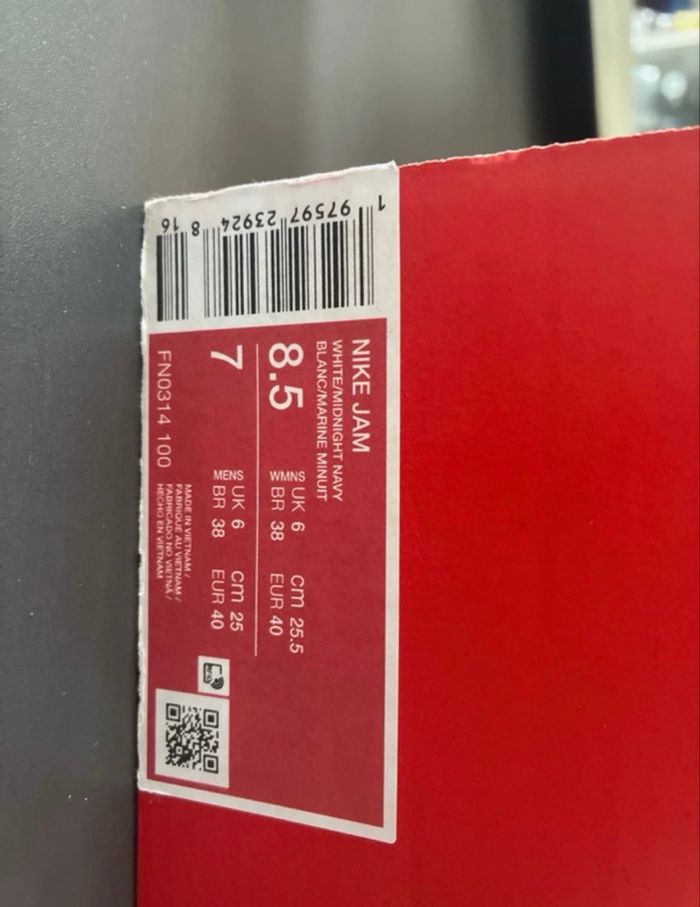 NIKE JAM
WHITE/MIDNIGHT NAVY
BLANC/MARINE MINUIT
8.5
WMNS
UK 6 cm 25.5
BR 38 EUR 40
7
MENS
UK 6 cm 25
BR 38 EUR 40
FN0314 100
MADE IN VIETNAM /
FABRIQUE AU VIETNAM /
FABRICADO NO VIETNÃ /
HECHO EN VIETNAM
1 97597 23924 8 16